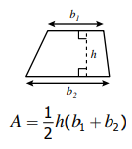 b₁
h
b₂
A = 1/2 h(b₁ + b₂)